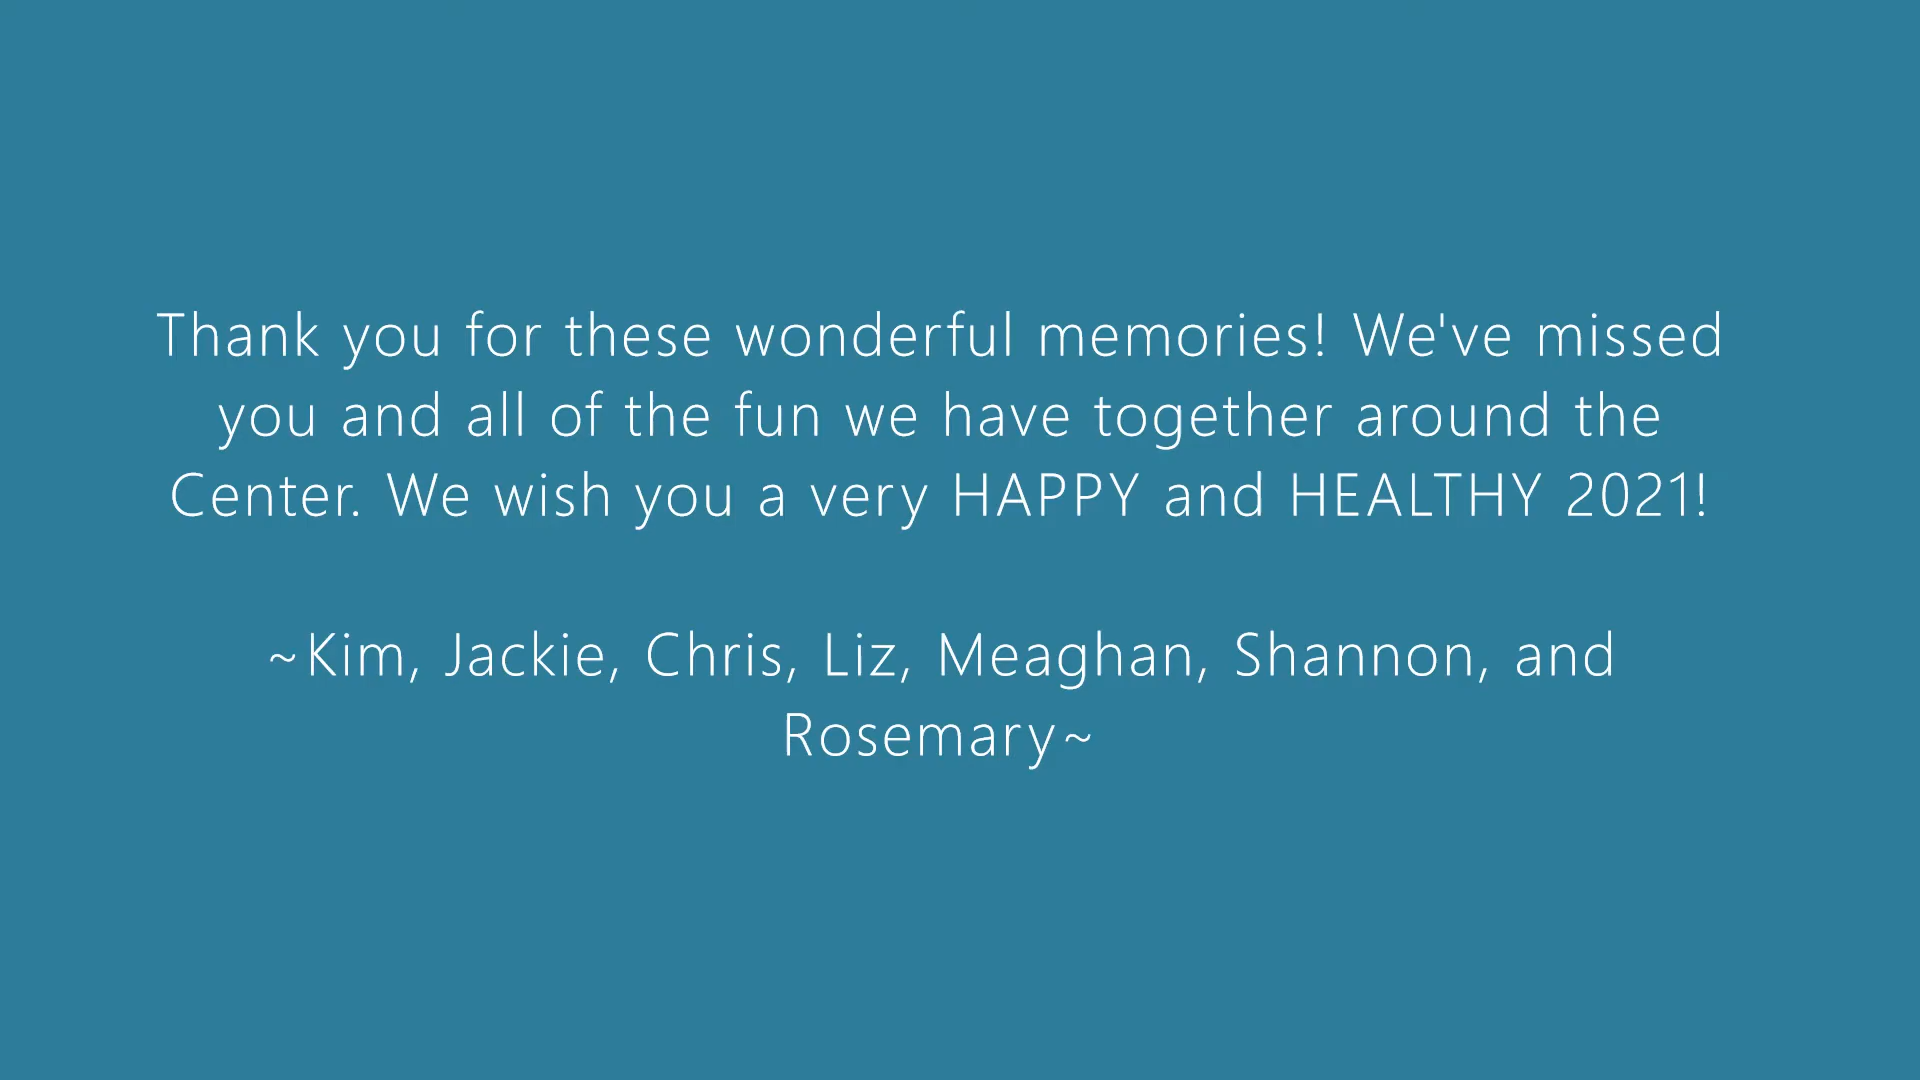 Thank you for these wonderful memories! We've missed
you and all of the fun we have together around the
Center. We wish you a very HAPPY and HEALTHY 2021!
~Kim, Jackie, Chris, Liz, Meaghan, Shannon, and
Rosemary~